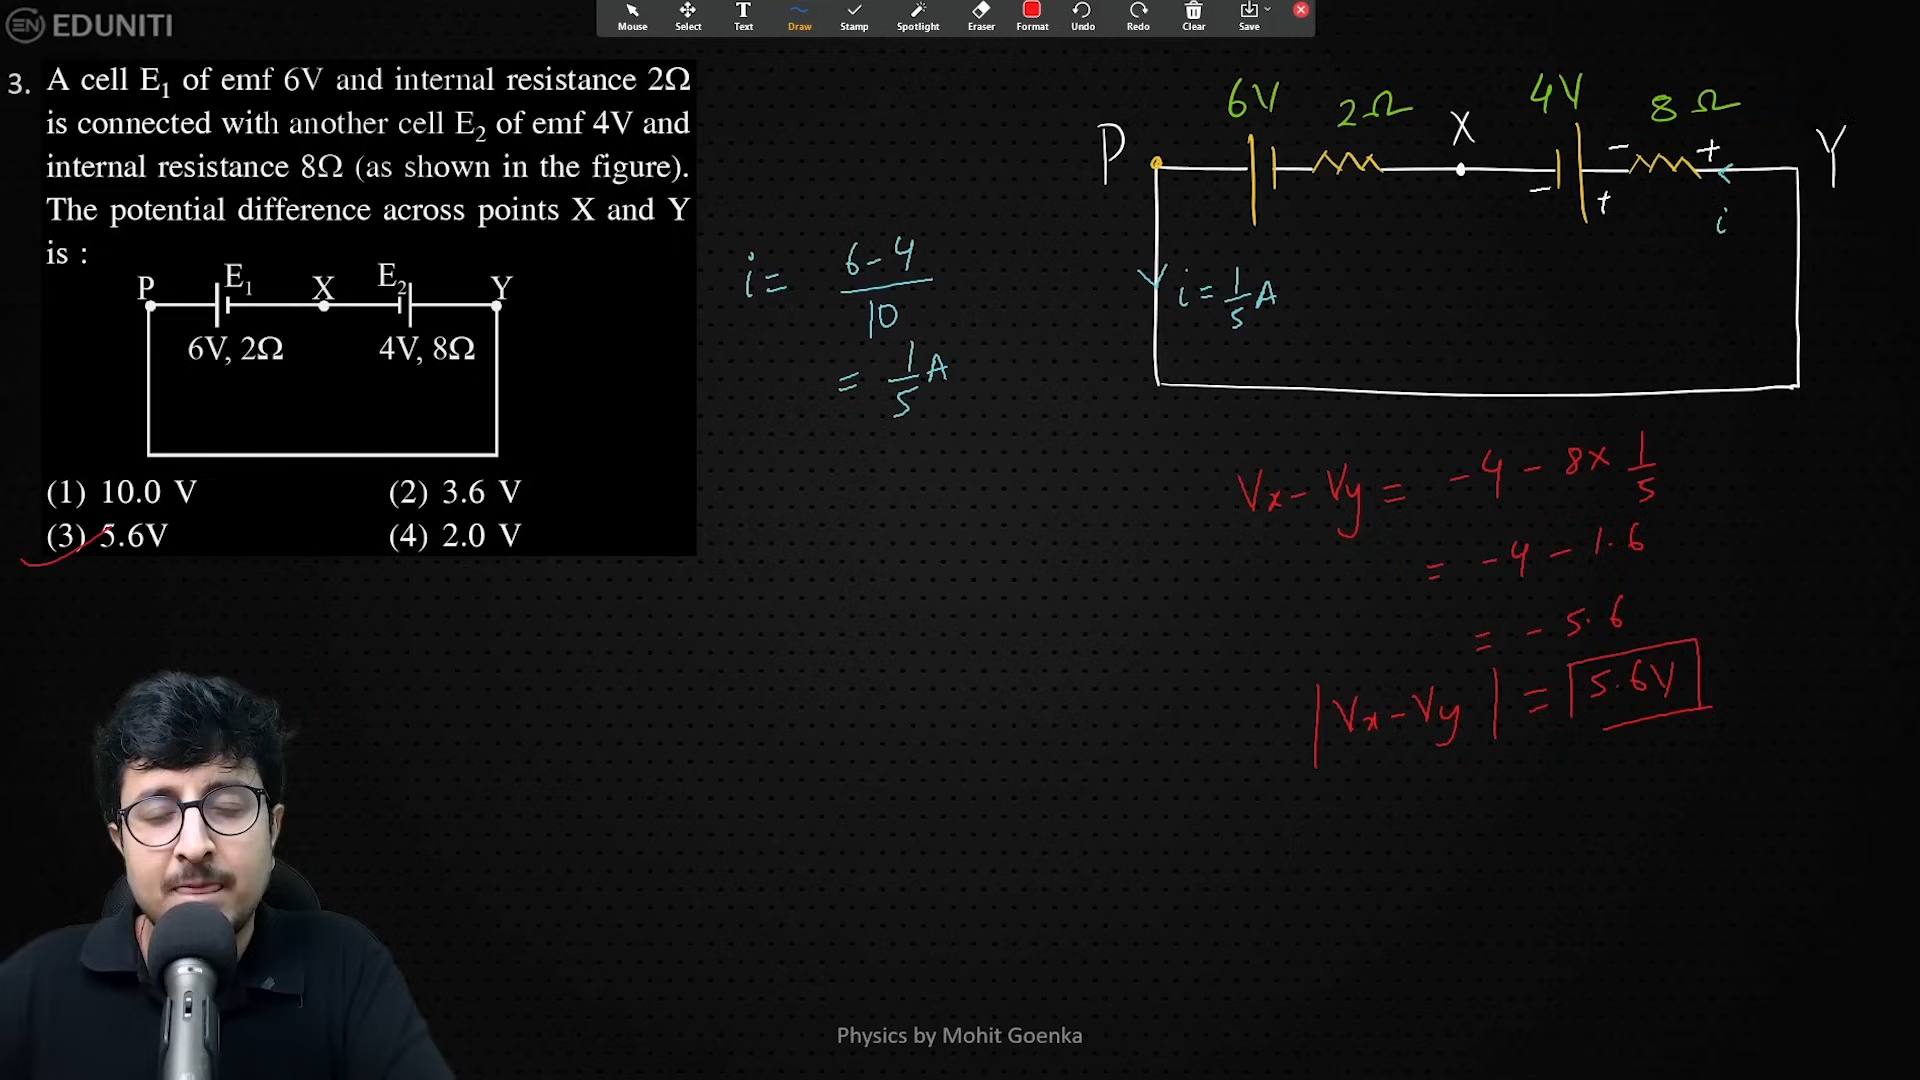 EDUNITI
Mouse Select Text Draw Stamp Spotlight Eraser Format Undo Redo Clear Save
3. A cell E₁ of emf 6V and internal resistance 2Ω
is connected with another cell E₂ of emf 4V and
internal resistance 8Ω (as shown in the figure).
The potential difference across points X and Y
is :
P E₁ X E₂ Y
6V, 2Ω 4V, 8Ω
(1) 10.0 V (2) 3.6 V
(3) 5.6V (4) 2.0 V
i = 6 - 4 / 10
= 1/5 A
P 6V 2Ω X 4V 8Ω Y
- + - +
i
i = 1/5 A
Vx - Vy = - 4 - 8 x 1/5
= - 4 - 1.6
= - 5.6
|Vx - Vy| = 5.6V
Physics by Mohit Goenka